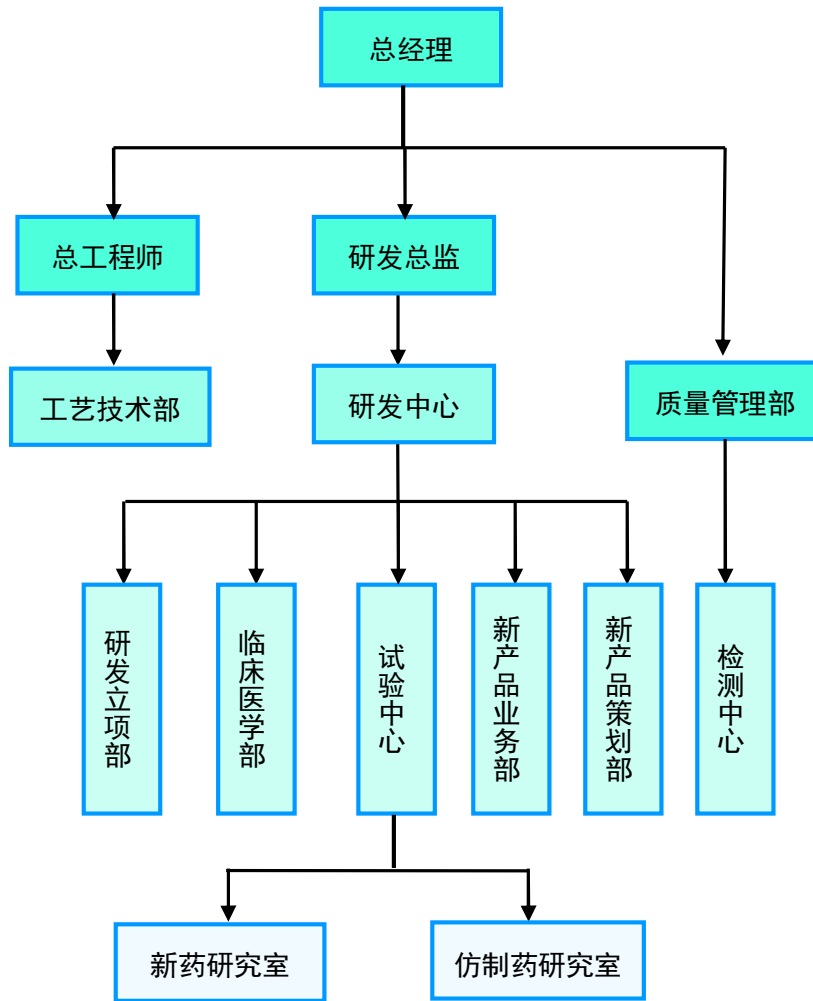 总经理
总工程师
研发总监
工艺技术部
研发中心
质量管理部
研发立项部
临床医学部
试验中心
新产品业务部
新产品策划部
检测中心
新药研究室
仿制药研究室